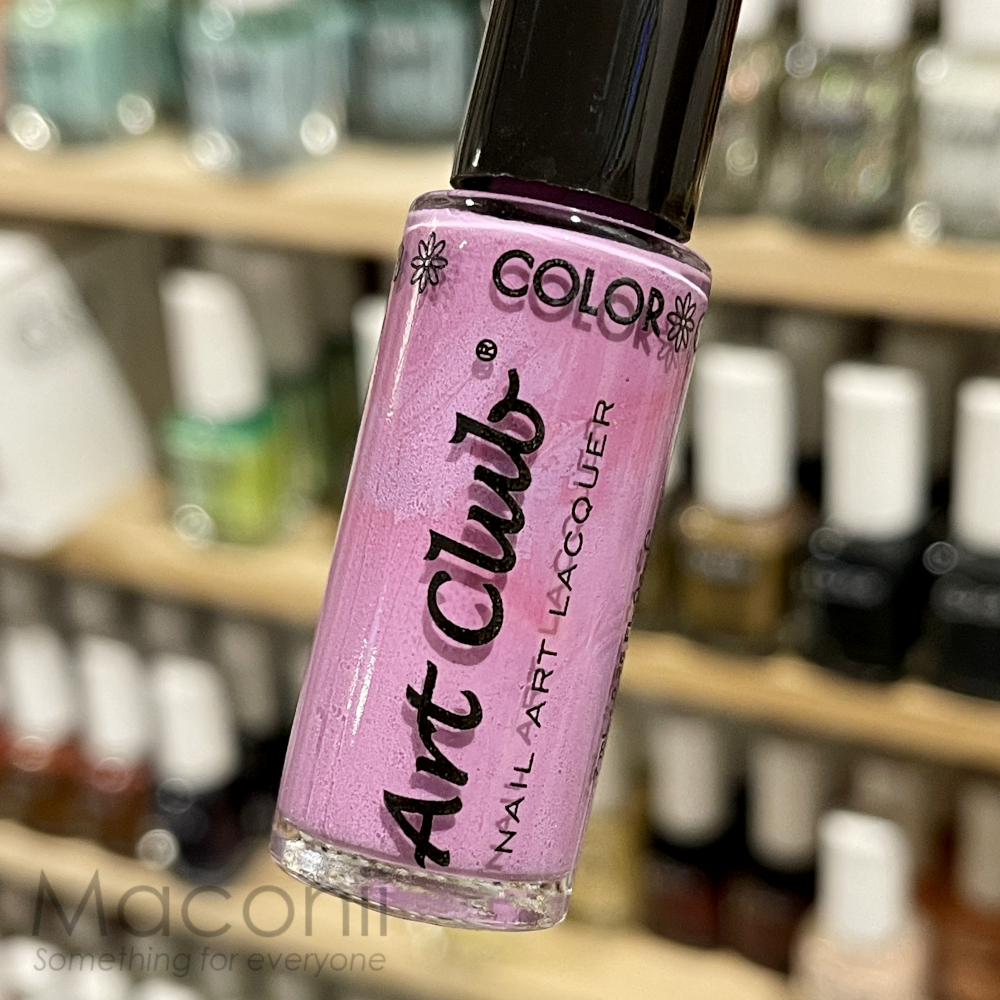 COLOR
Art Club®
NAIL ART LACQUER
Maconii
Something for everyone